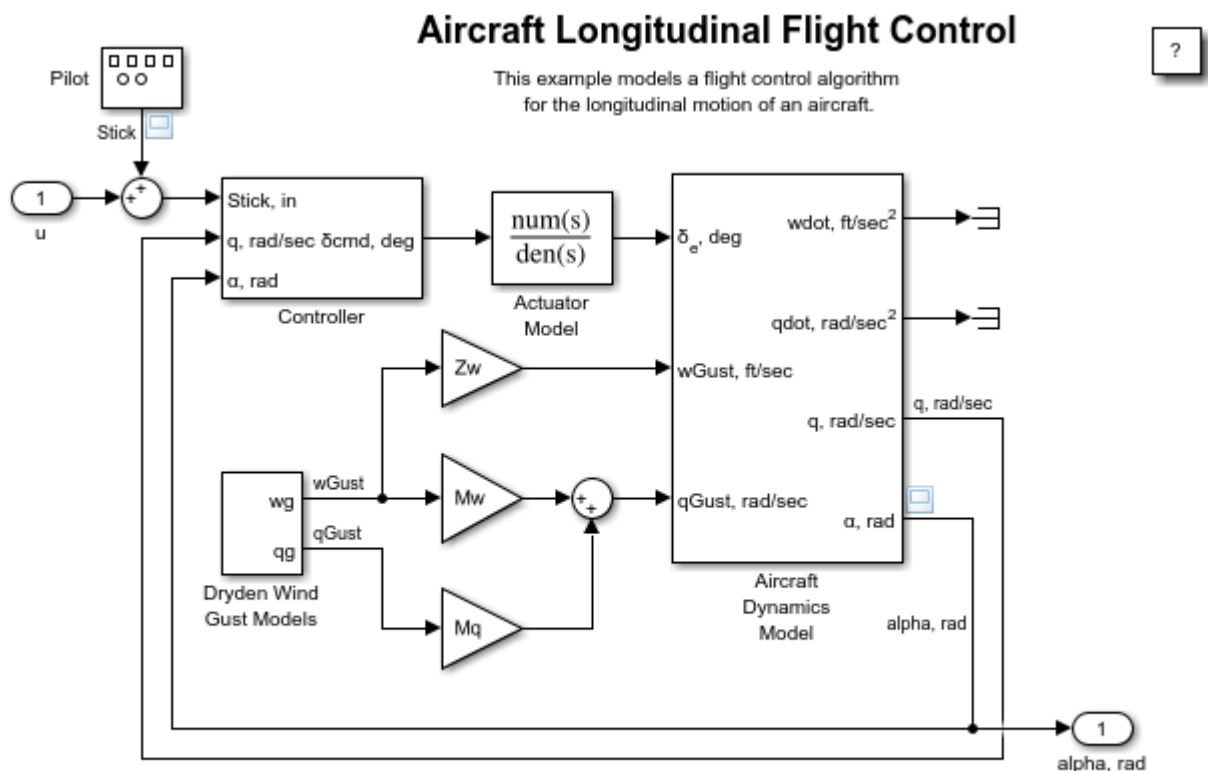 Aircraft Longitudinal Flight Control
?
This example models a flight control algorithm
for the longitudinal motion of an aircraft.
Pilot
Stick
1
u
+
+
Stick, in
q, rad/sec δcmd, deg
α, rad
Controller
num(s)
den(s)
Actuator
Model
δe, deg
wGust, ft/sec
qGust, rad/sec
wdot, ft/sec²
qdot, rad/sec²
q, rad/sec
α, rad
Aircraft
Dynamics
Model
q, rad/sec
Zw
Mw
Mq
+
+
wg
qg
wGust
qGust
Dryden Wind
Gust Models
alpha, rad
1
alpha, rad